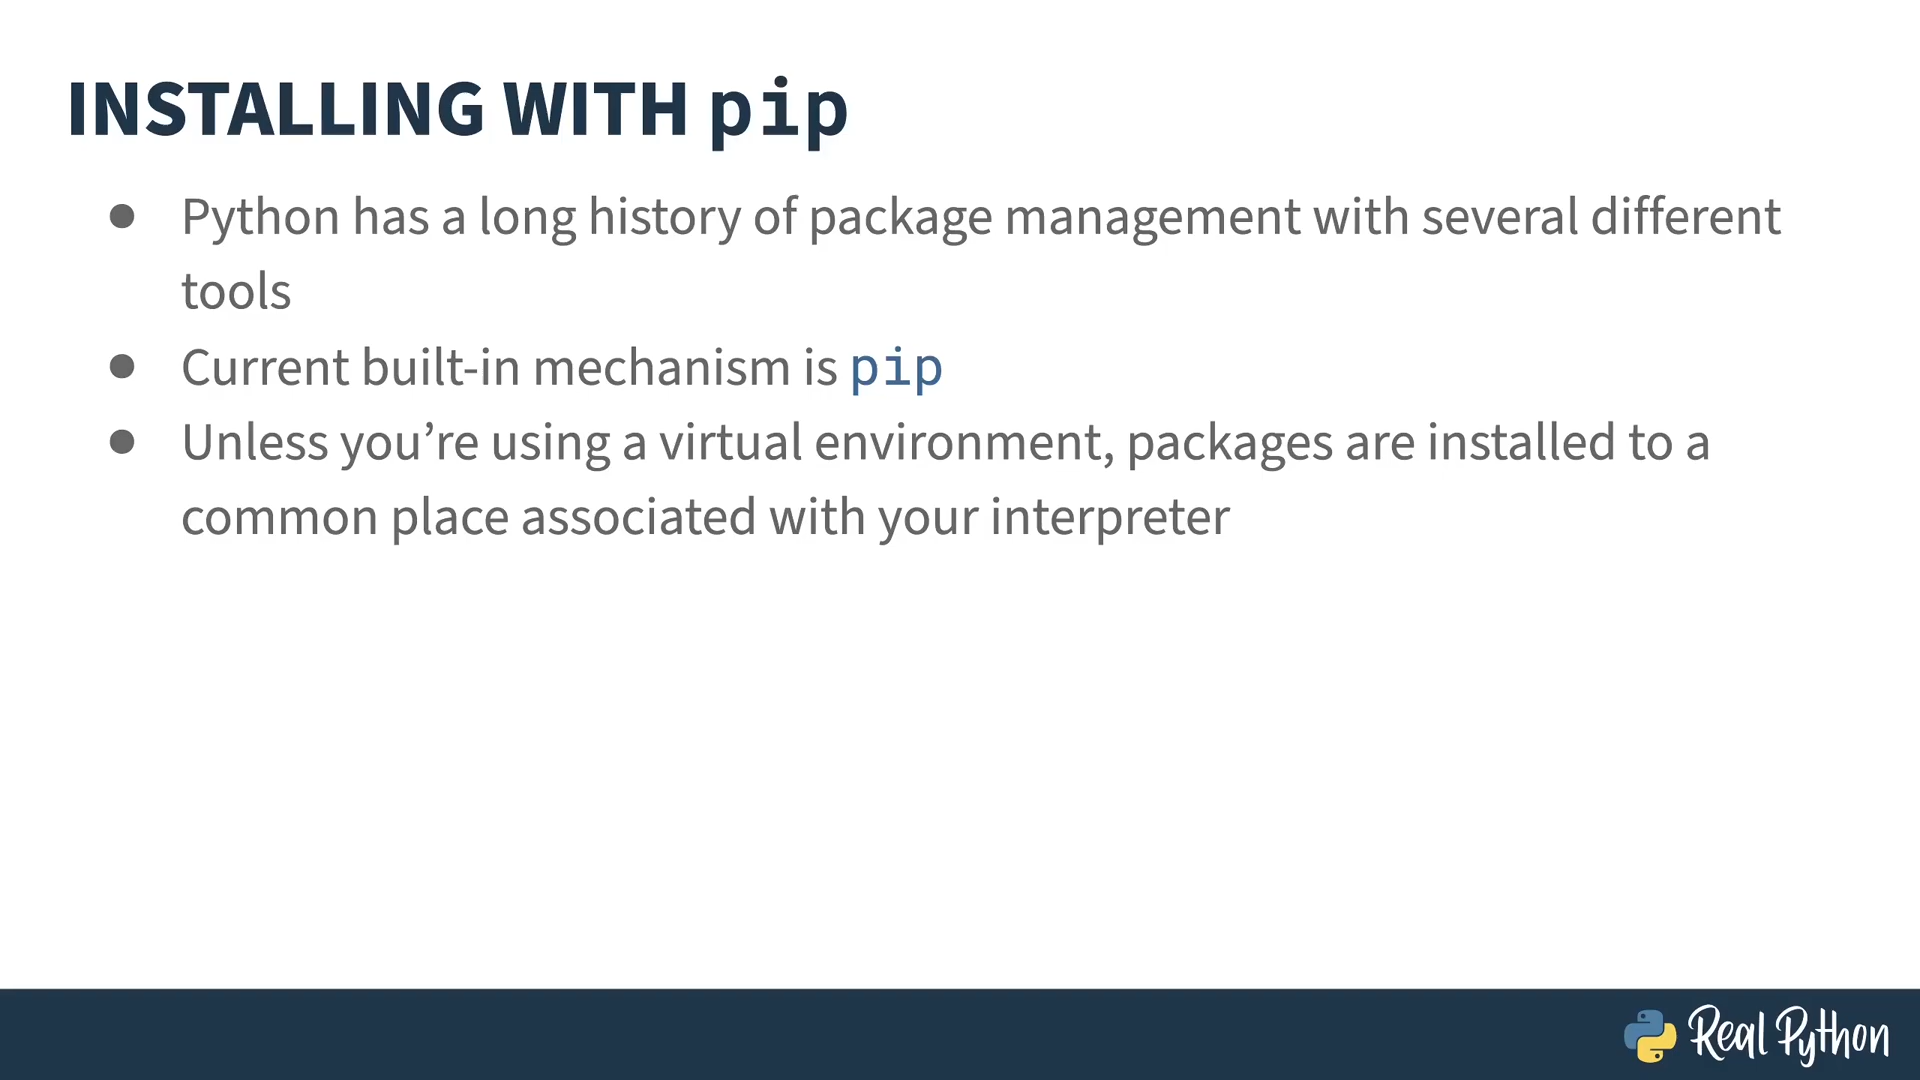 INSTALLING WITH pip
● Python has a long history of package management with several different
tools
● Current built-in mechanism is pip
● Unless you’re using a virtual environment, packages are installed to a
common place associated with your interpreter
Real Python